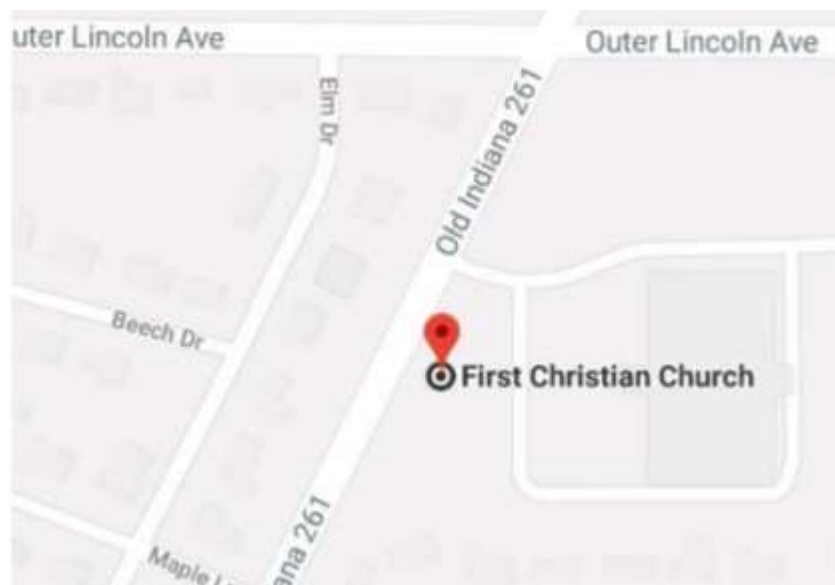 uter Lincoln Ave
Outer Lincoln Ave
Elm Dr
Old Indiana 261
Beech Dr
First Christian Church
ana 261
Maple L